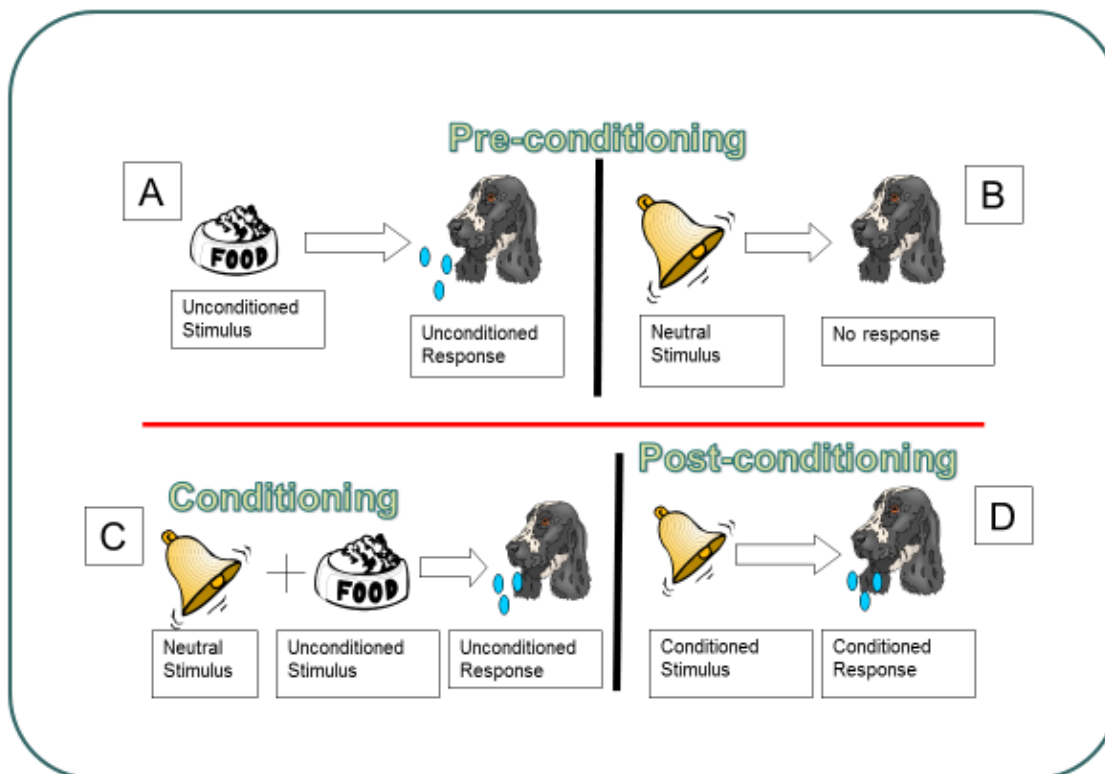 Pre-conditioning
A
B
FOOD
Unconditioned
Stimulus
Unconditioned
Response
Neutral
Stimulus
No response
Conditioning
Post-conditioning
C
D
FOOD
Neutral
Stimulus
Unconditioned
Stimulus
Unconditioned
Response
Conditioned
Stimulus
Conditioned
Response